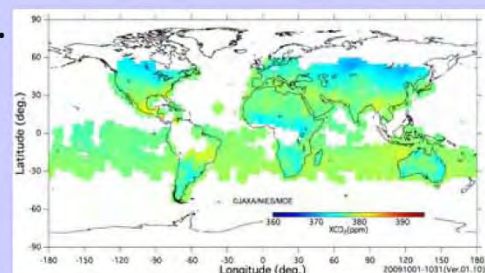 Latitude (deg.)
90
60
30
0
-30
-60
-90
©JAXA/NIES/MOE
360 370 380 390
XCO₂(ppm)
-180 -150 -120 -90 -60 -30 0 30 60 90 120 150 180
Longitude (deg.)
20091001-1031(Ver.01.10)